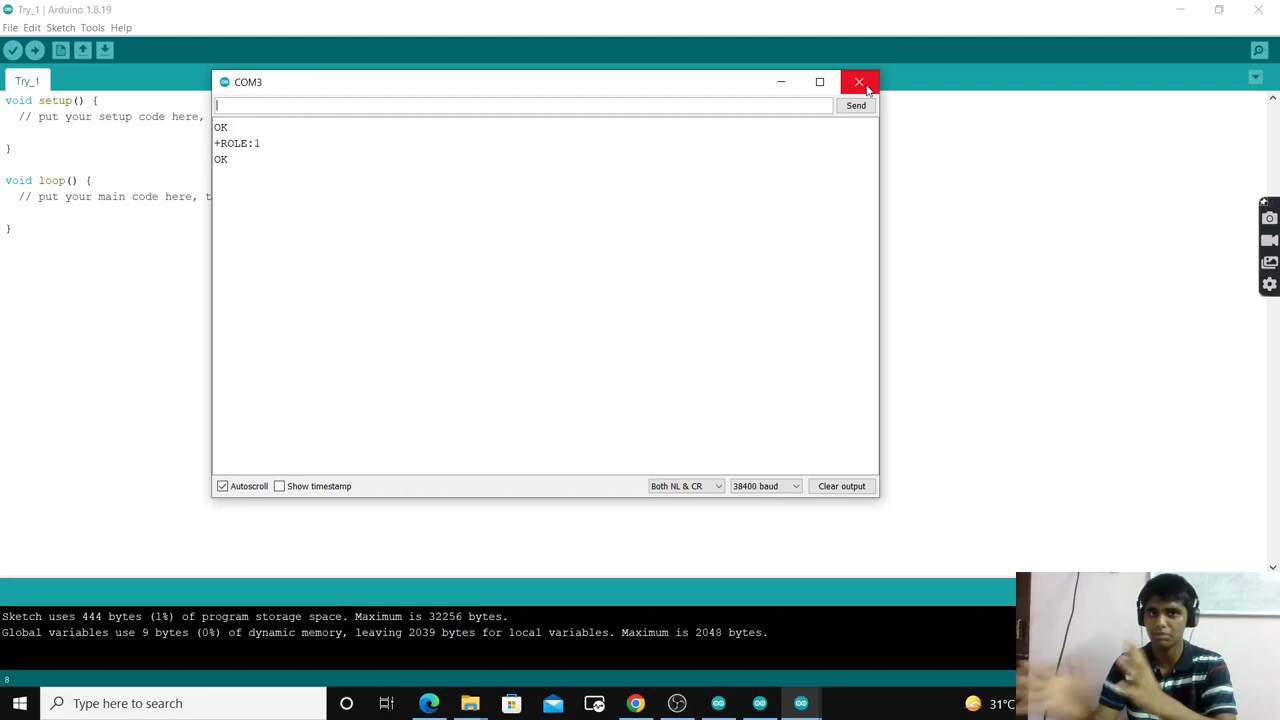 Try_1 | Arduino 1.8.19
File Edit Sketch Tools Help
Try_1
void setup() {
// put your setup code here,
}
void loop() {
// put your main code here, t
}
COM3
Send
OK
+ROLE:1
OK
Autoscroll Show timestamp Both NL & CR 38400 baud Clear output
Sketch uses 444 bytes (1%) of program storage space. Maximum is 32256 bytes.
Global variables use 9 bytes (0%) of dynamic memory, leaving 2039 bytes for local variables. Maximum is 2048 bytes.
8
Type here to search
31°C